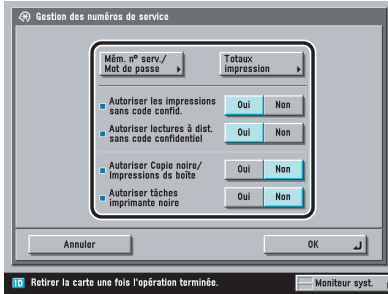 Gestion des numéros de service
Mém. nº serv./
Mot de passe
Totaux
impression
Autoriser les impressions
sans code confid.
Oui Non
Autoriser lectures à dist.
sans code confidentiel
Oui Non
Autoriser Copie noire/
Impressions ds boîte
Oui Non
Autoriser tâches
imprimante noire
Oui Non
Annuler
OK
ID Retirer la carte une fois l'opération terminée.
Moniteur syst.